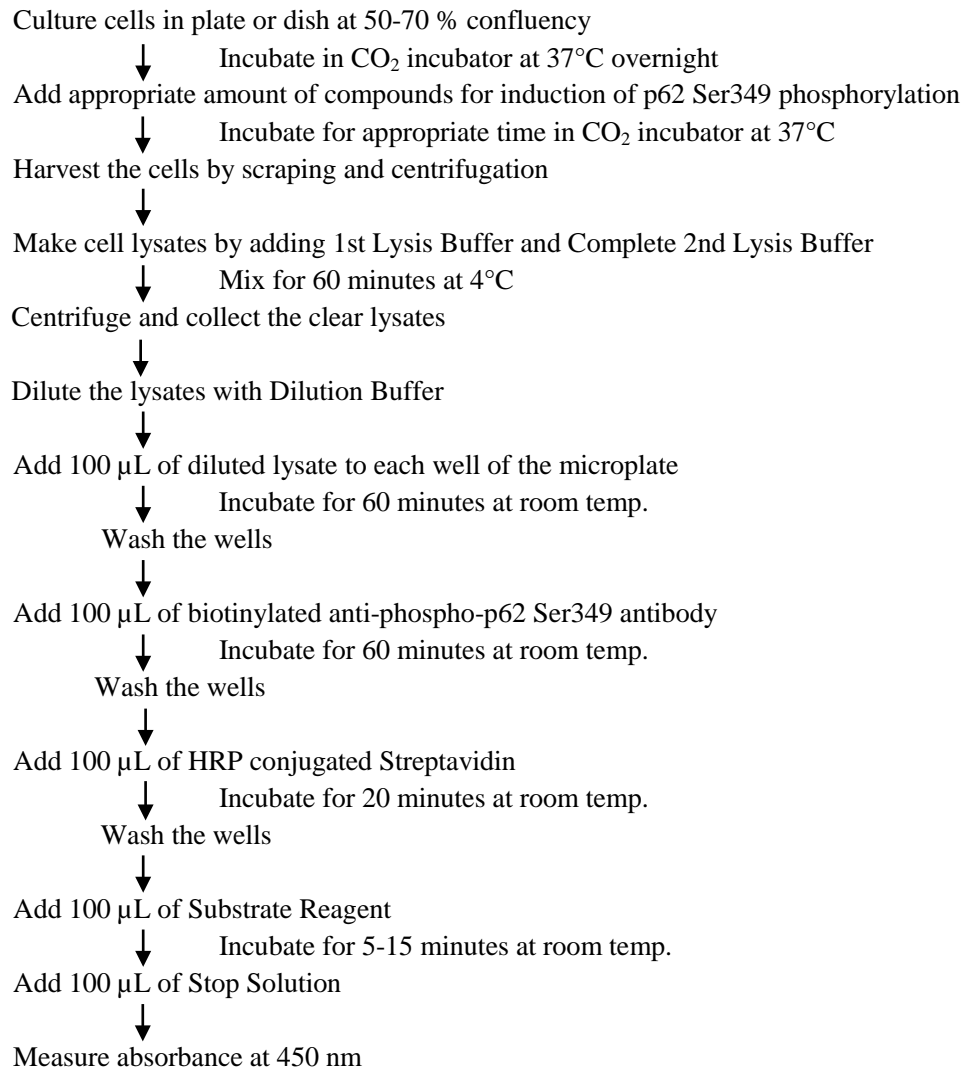 Culture cells in plate or dish at 50-70 % confluency
Incubate in CO₂ incubator at 37°C overnight
Add appropriate amount of compounds for induction of p62 Ser349 phosphorylation
Incubate for appropriate time in CO₂ incubator at 37°C
Harvest the cells by scraping and centrifugation
Make cell lysates by adding 1st Lysis Buffer and Complete 2nd Lysis Buffer
Mix for 60 minutes at 4°C
Centrifuge and collect the clear lysates
Dilute the lysates with Dilution Buffer
Add 100 µL of diluted lysate to each well of the microplate
Incubate for 60 minutes at room temp.
Wash the wells
Add 100 µL of biotinylated anti-phospho-p62 Ser349 antibody
Incubate for 60 minutes at room temp.
Wash the wells
Add 100 µL of HRP conjugated Streptavidin
Incubate for 20 minutes at room temp.
Wash the wells
Add 100 µL of Substrate Reagent
Incubate for 5-15 minutes at room temp.
Add 100 µL of Stop Solution
Measure absorbance at 450 nm